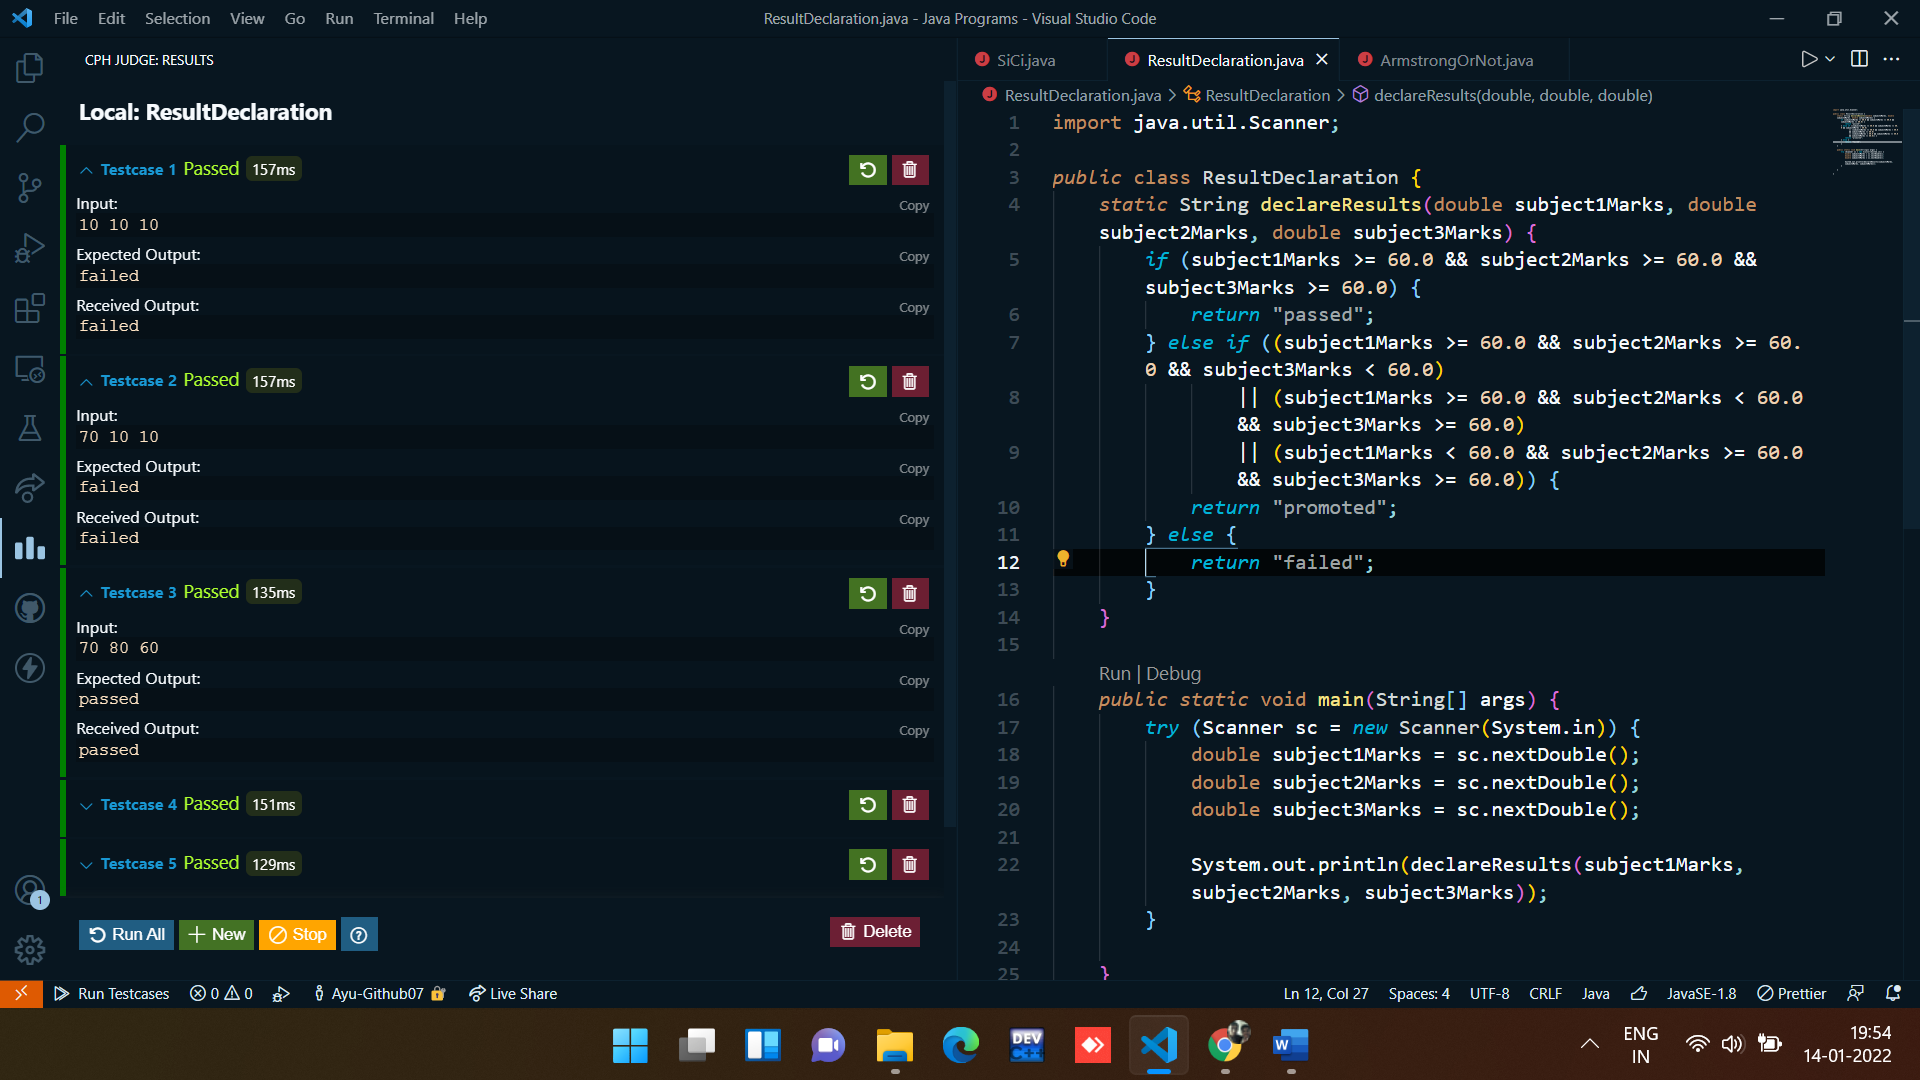 File Edit Selection View Go Run Terminal Help
ResultDeclaration.java - Java Programs - Visual Studio Code
CPH JUDGE: RESULTS
Local: ResultDeclaration
Testcase 1 Passed 157ms
Input:
Copy
10 10 10
Expected Output:
Copy
failed
Received Output:
Copy
failed
Testcase 2 Passed 157ms
Input:
Copy
70 10 10
Expected Output:
Copy
failed
Received Output:
Copy
failed
Testcase 3 Passed 135ms
Input:
Copy
70 80 60
Expected Output:
Copy
passed
Received Output:
Copy
passed
Testcase 4 Passed 151ms
Testcase 5 Passed 129ms
Run All New Stop Delete
SiCi.java ResultDeclaration.java ArmstrongOrNot.java
ResultDeclaration.java > ResultDeclaration > declareResults(double, double, double)
1 import java.util.Scanner;
2
3 public class ResultDeclaration {
4 static String declareResults(double subject1Marks, double
subject2Marks, double subject3Marks) {
5 if (subject1Marks >= 60.0 && subject2Marks >= 60.0 &&
subject3Marks >= 60.0) {
6 return "passed";
7 } else if ((subject1Marks >= 60.0 && subject2Marks >= 60.
0 && subject3Marks < 60.0)
8 || (subject1Marks >= 60.0 && subject2Marks < 60.0
&& subject3Marks >= 60.0)
9 || (subject1Marks < 60.0 && subject2Marks >= 60.0
&& subject3Marks >= 60.0)) {
10 return "promoted";
11 } else {
12 return "failed";
13 }
14 }
15
Run | Debug
16 public static void main(String[] args) {
17 try (Scanner sc = new Scanner(System.in)) {
18 double subject1Marks = sc.nextDouble();
19 double subject2Marks = sc.nextDouble();
20 double subject3Marks = sc.nextDouble();
21
22 System.out.println(declareResults(subject1Marks,
subject2Marks, subject3Marks));
23 }
24
25 }
1
Run Testcases 0 0 Ayu-Github07 Live Share
Ln 12, Col 27 Spaces: 4 UTF-8 CRLF Java JavaSE-1.8 Prettier
DEV
C++
W
ENG
IN
19:54
14-01-2022